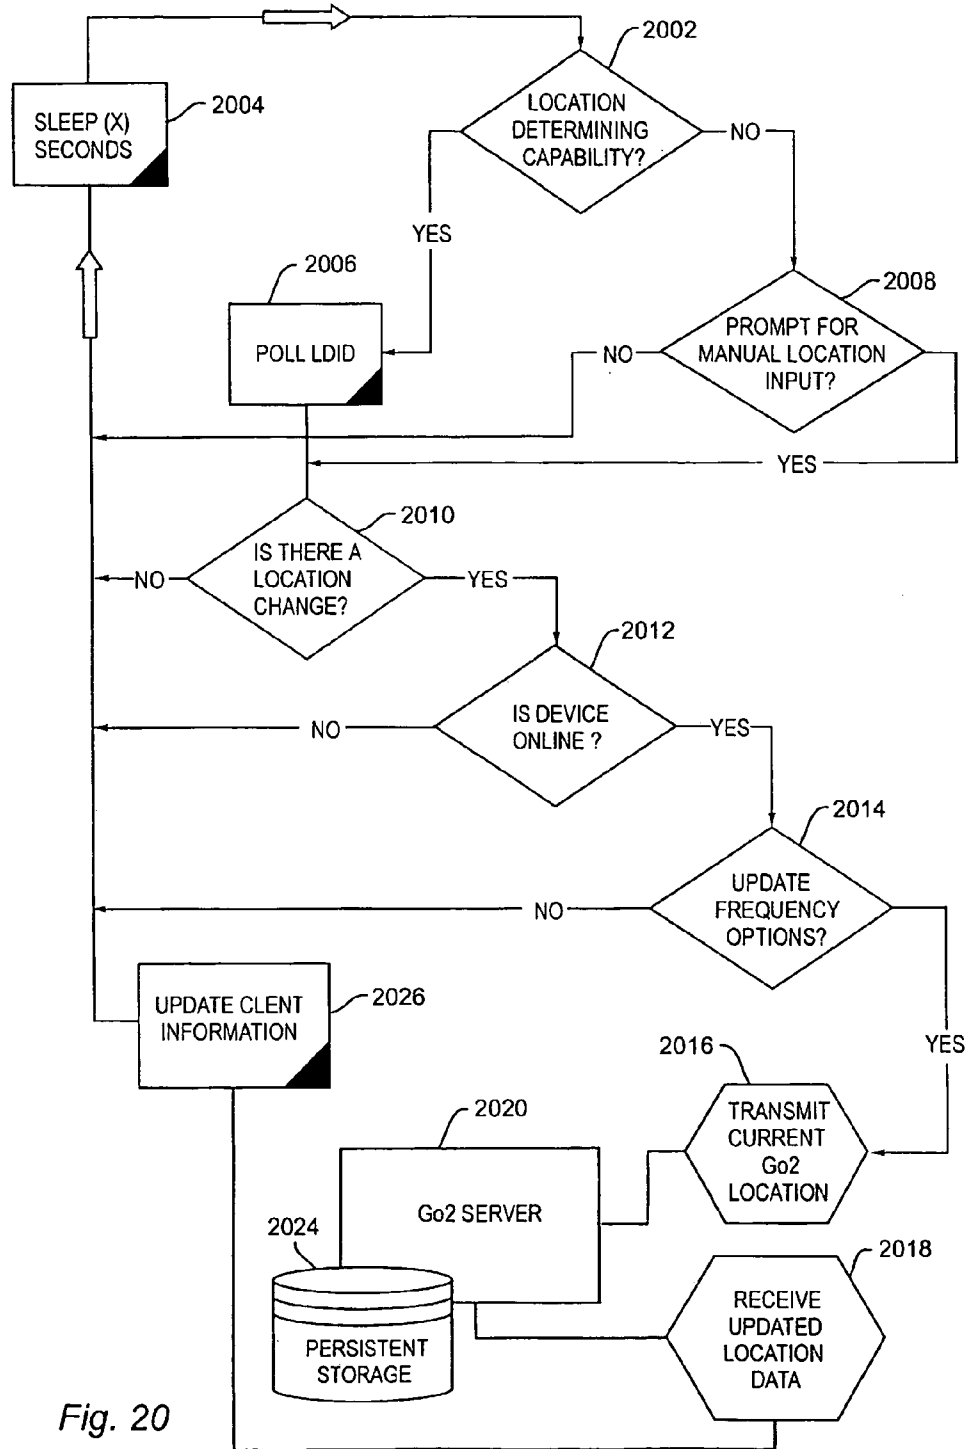 2002
2004
SLEEP (X)
SECONDS
LOCATION
DETERMINING
CAPABILITY?
NO
YES
2006
POLL LDID
2008
PROMPT FOR
MANUAL LOCATION
INPUT?
NO
YES
2010
IS THERE A
LOCATION
CHANGE?
NO
YES
2012
IS DEVICE
ONLINE ?
NO
YES
2014
UPDATE
FREQUENCY
OPTIONS?
NO
YES
2026
UPDATE CLENT
INFORMATION
2016
TRANSMIT
CURRENT
Go2
LOCATION
2020
Go2 SERVER
2024
PERSISTENT
STORAGE
2018
RECEIVE
UPDATED
LOCATION
DATA
Fig. 20